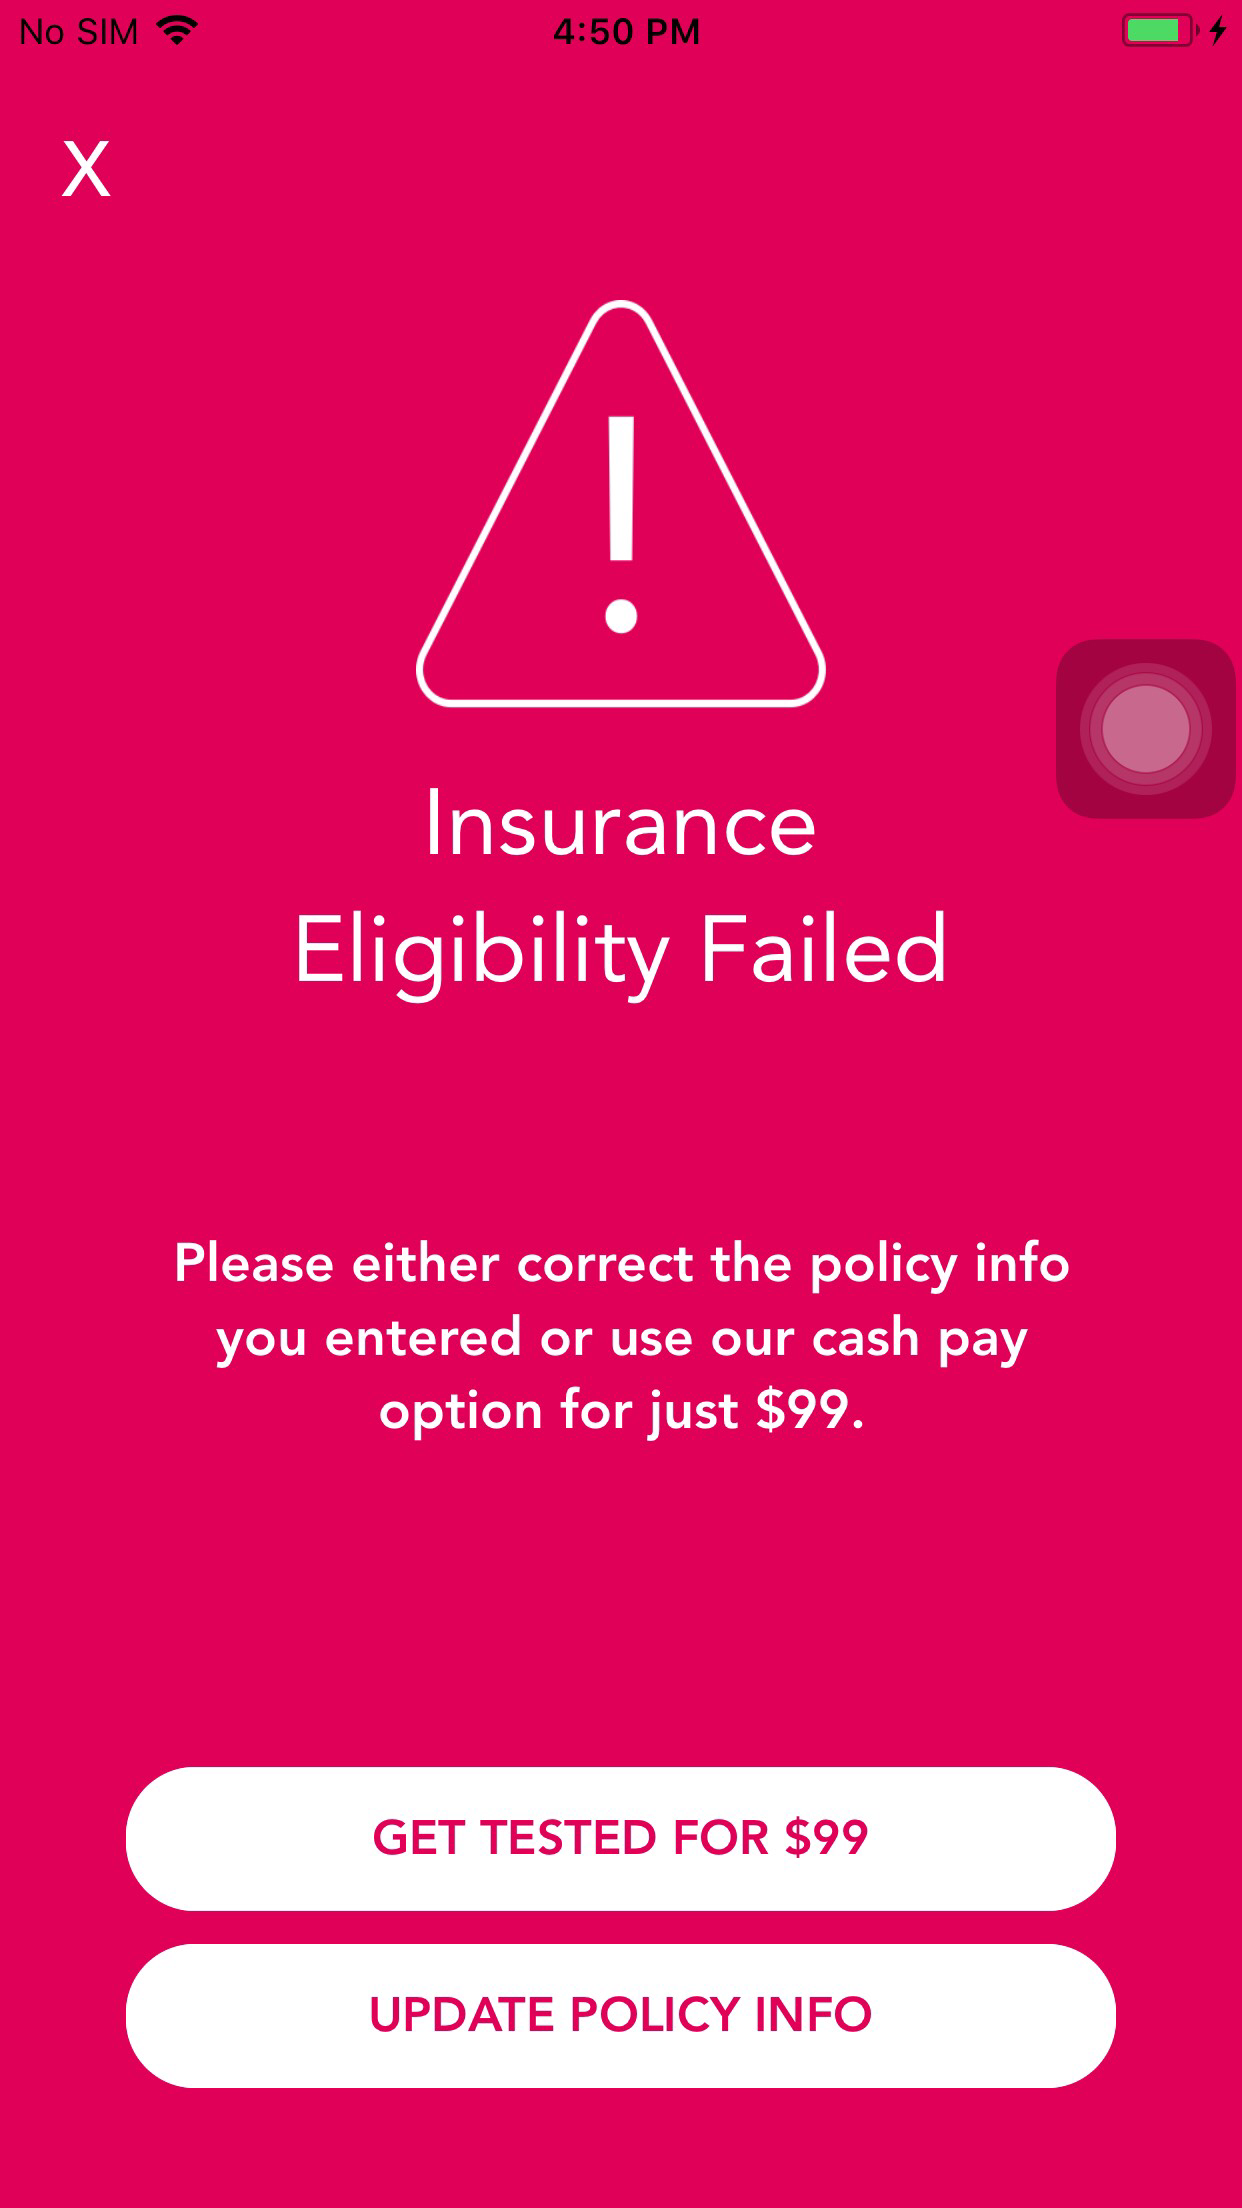 No SIM
4:50 PM
X
!
Insurance
Eligibility Failed
Please either correct the policy info
you entered or use our cash pay
option for just $99.
GET TESTED FOR $99
UPDATE POLICY INFO